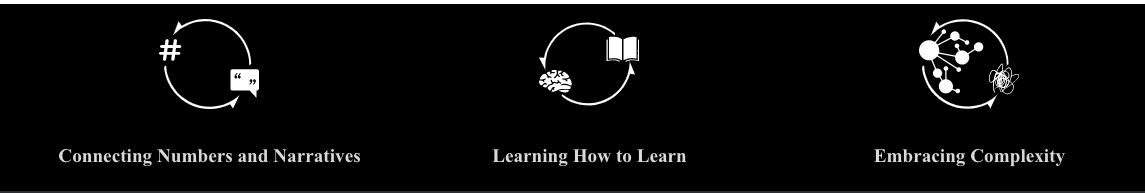 #
“ ”
Connecting Numbers and Narratives
Learning How to Learn
Embracing Complexity